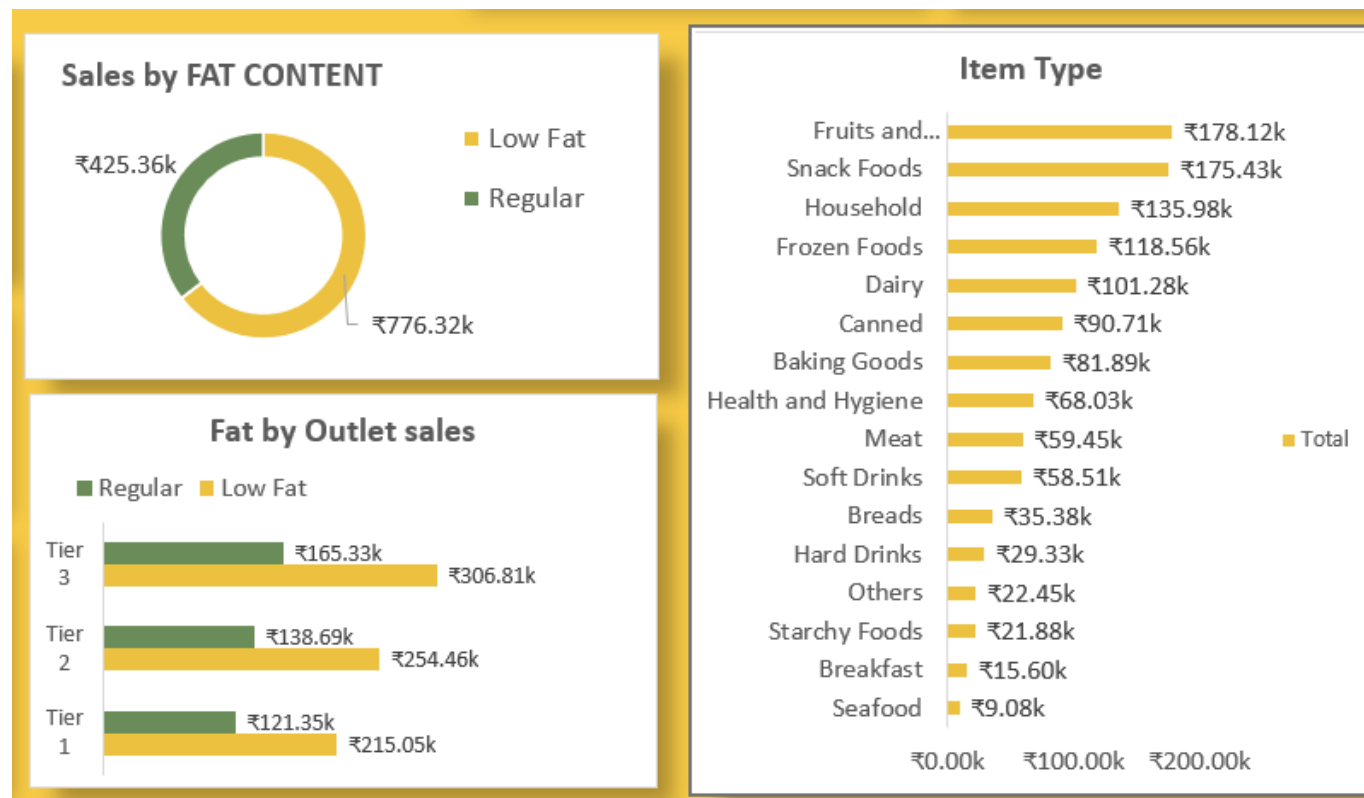 Sales by FAT CONTENT
Low Fat
Regular
₹425.36k
₹776.32k
Fat by Outlet sales
Regular Low Fat
Tier
3
₹165.33k
₹306.81k
Tier
2
₹138.69k
₹254.46k
Tier
1
₹121.35k
₹215.05k
Item Type
Fruits and... ₹178.12k
Snack Foods ₹175.43k
Household ₹135.98k
Frozen Foods ₹118.56k
Dairy ₹101.28k
Canned ₹90.71k
Baking Goods ₹81.89k
Health and Hygiene ₹68.03k
Meat ₹59.45k
Total
Soft Drinks ₹58.51k
Breads ₹35.38k
Hard Drinks ₹29.33k
Others ₹22.45k
Starchy Foods ₹21.88k
Breakfast ₹15.60k
Seafood ₹9.08k
₹0.00k ₹100.00k ₹200.00k